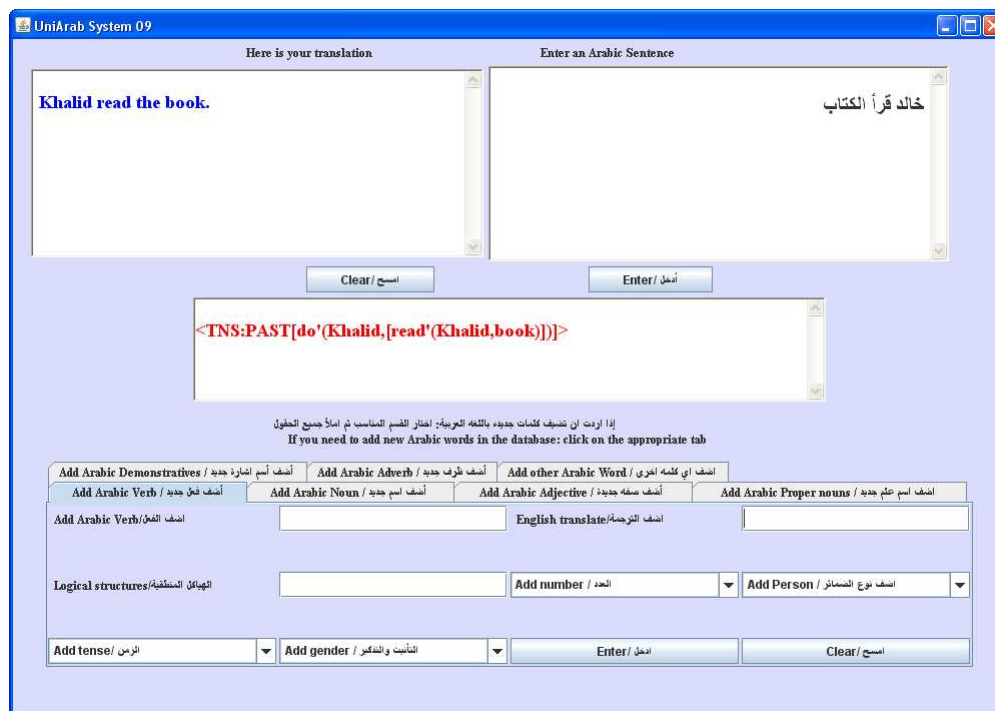 UniArab System 09
Here is your translation
Enter an Arabic Sentence
Khalid read the book.
خالد قرأ الكتاب
Clear/ امسح
Enter/ أدخل
<TNS:PAST[do'(Khalid,[read'(Khalid,book)])]>
إذا اردت ان تضيف كلمات جديده باللغه العربية: اختار القسم المناسب ثم املأ جميع الحقول
If you need to add new Arabic words in the database: click on the appropriate tab
Add Arabic Demonstratives / أضف أسم اشارة جديد
Add Arabic Adverb / أضف ظرف جديد
Add other Arabic Word / اضف اي كلمه اخرى
Add Arabic Verb / أضف فعل جديد
Add Arabic Noun / أضف اسم جديد
Add Arabic Adjective / أضف صفه جديدة
Add Arabic Proper nouns / اضف اسم علم جديد
Add Arabic Verb/اضف الفعل
English translate/اضف الترجمة
Logical structures/الهياكل المنطقية
Add number / العدد
Add Person / اضف نوع الضمائر
Add tense/ الزمن
Add gender / التأنيث والتذكير
Enter/ ادخل
Clear/ امسح